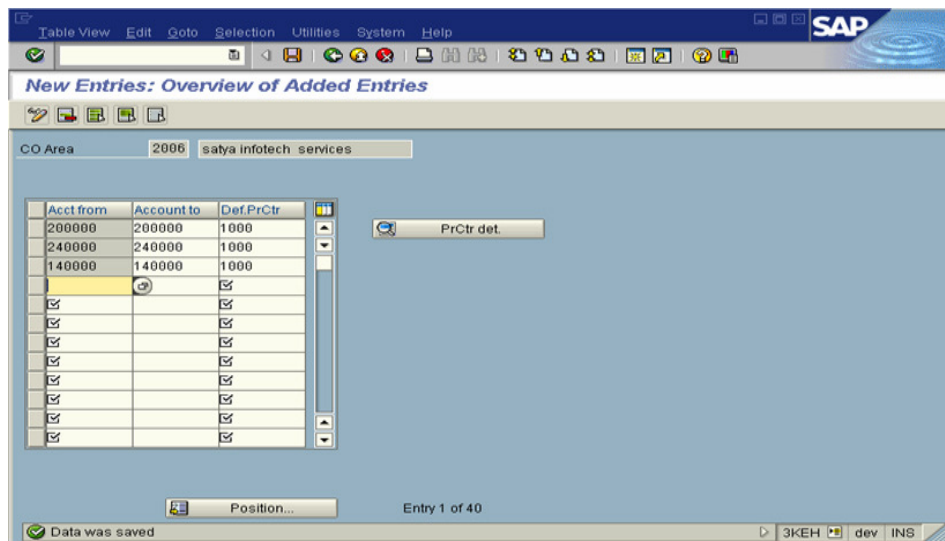 Table View Edit Goto Selection Utilities System Help
SAP
New Entries: Overview of Added Entries
CO Area 2006 satya infotech services
Acct from Account to Def.PrCtr
200000 200000 1000
PrCtr det.
240000 240000 1000
140000 140000 1000
Position... Entry 1 of 40
Data was saved 3KEH dev INS